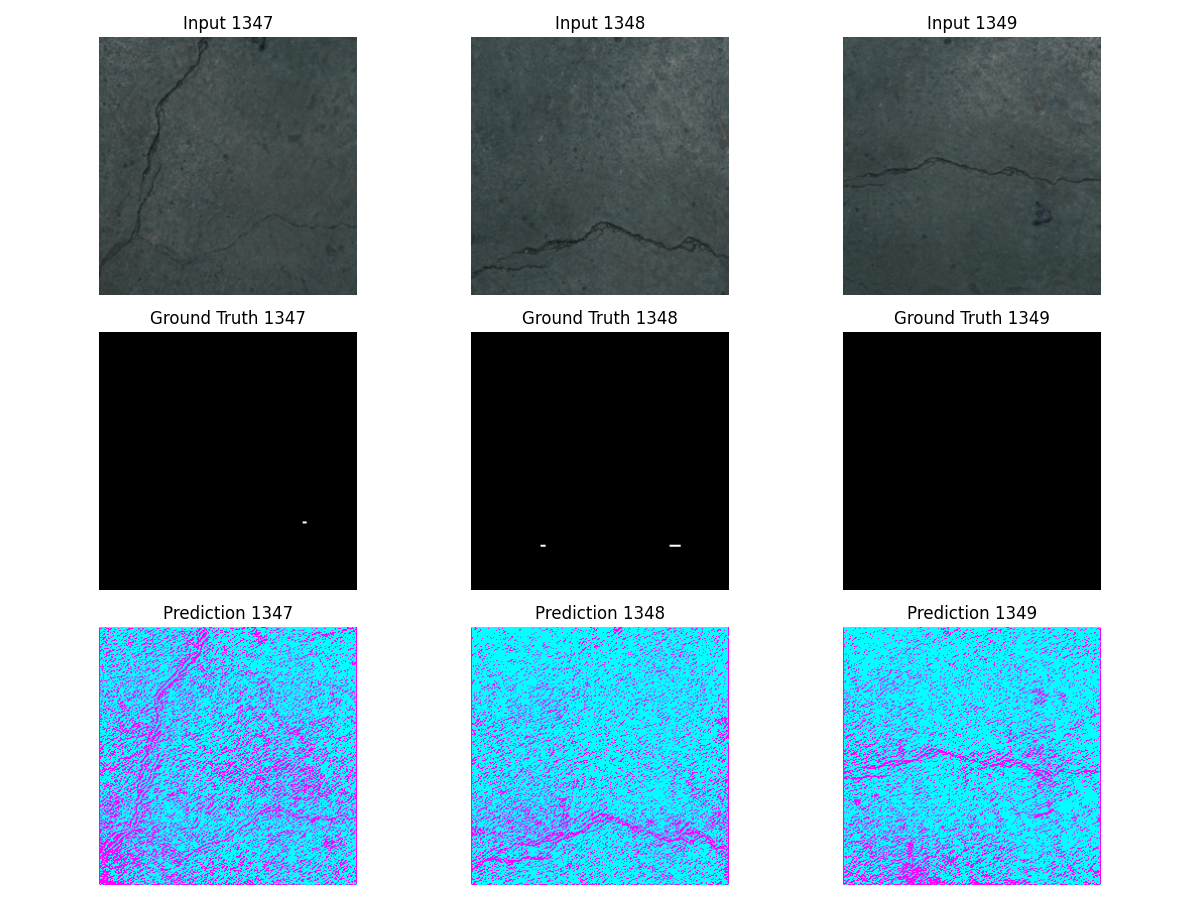 Input 1347
Input 1348
Input 1349
Ground Truth 1347
Ground Truth 1348
Ground Truth 1349
Prediction 1347
Prediction 1348
Prediction 1349